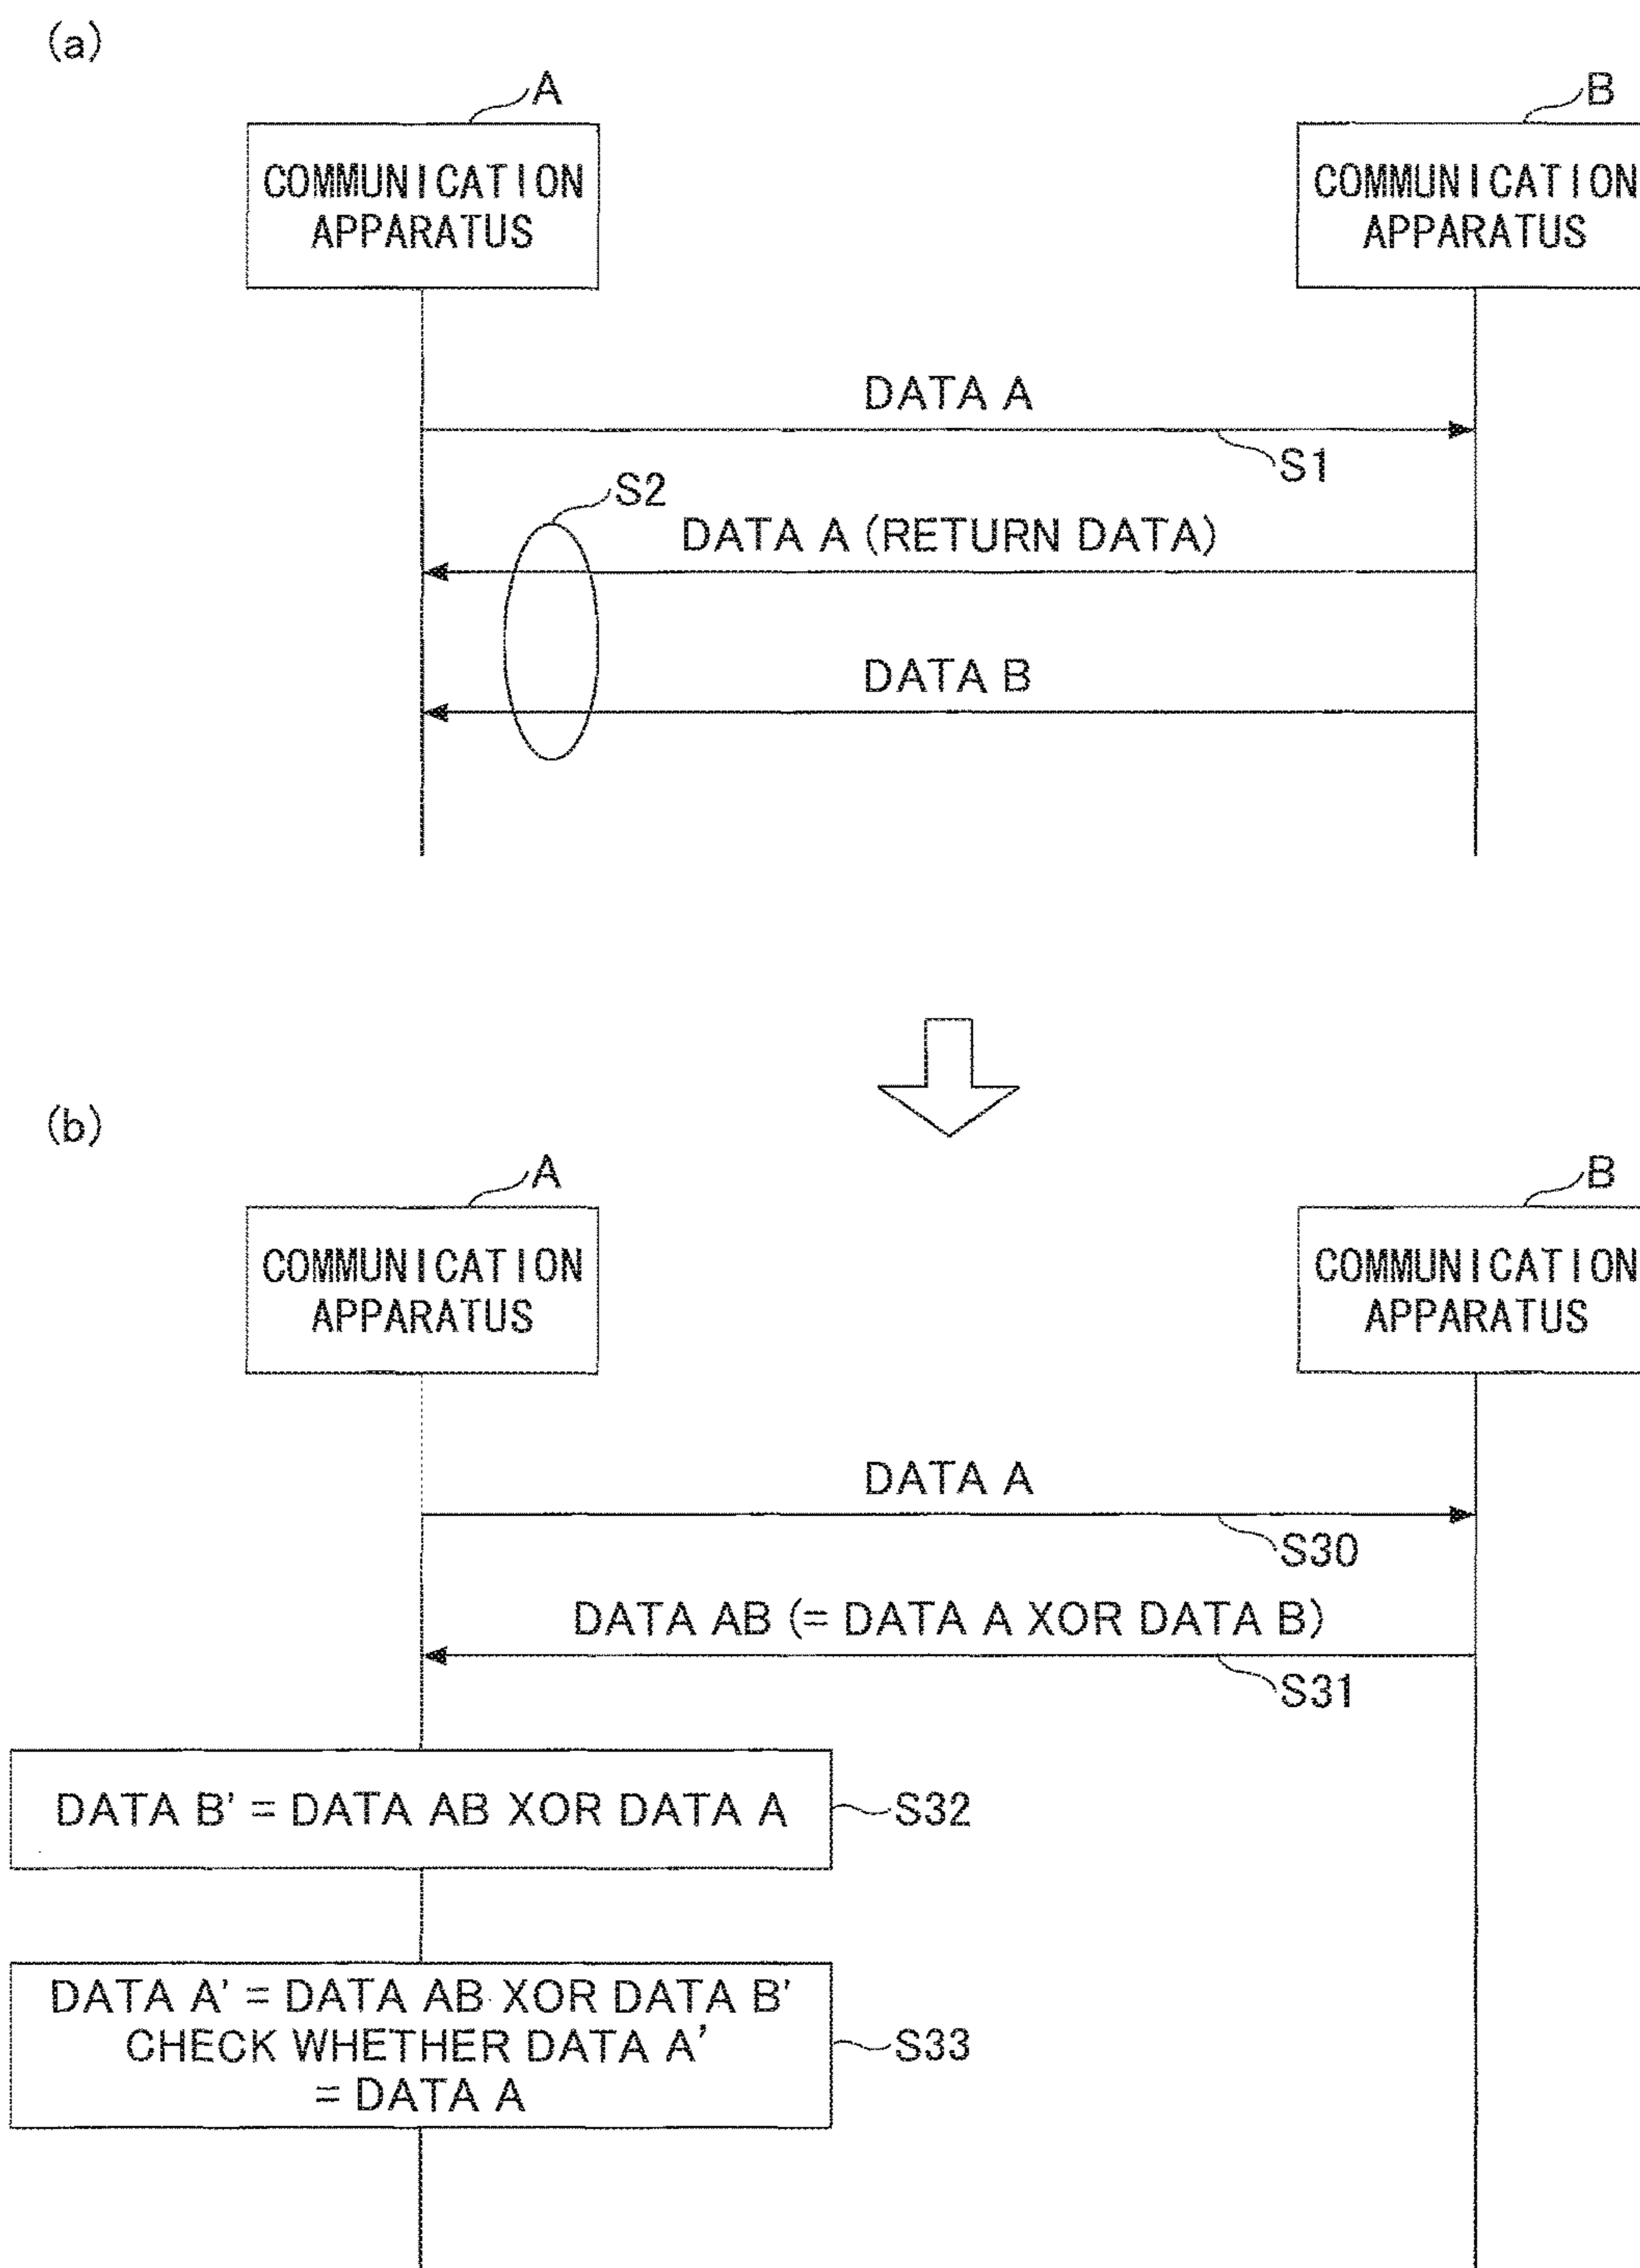 (a)
A
B
COMMUNICATION
APPARATUS
COMMUNICATION
APPARATUS
DATA A
S1
S2
DATA A (RETURN DATA)
DATA B
(b)
A
B
COMMUNICATION
APPARATUS
COMMUNICATION
APPARATUS
DATA A
S30
DATA AB (= DATA A XOR DATA B)
S31
DATA B' = DATA AB XOR DATA A
S32
DATA A' = DATA AB XOR DATA B'
CHECK WHETHER DATA A'
= DATA A
S33